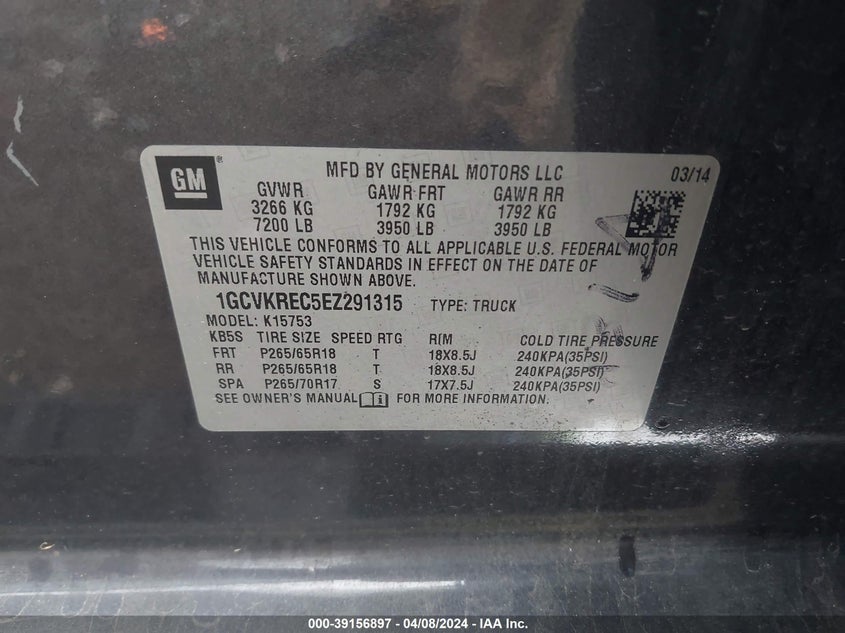 GM ®
MFD BY GENERAL MOTORS LLC 03/14
GVWR GAWR FRT GAWR RR
3266 KG 1792 KG 1792 KG
7200 LB 3950 LB 3950 LB
THIS VEHICLE CONFORMS TO ALL APPLICABLE U.S. FEDERAL MOTOR
VEHICLE SAFETY STANDARDS IN EFFECT ON THE DATE OF
MANUFACTURE SHOWN ABOVE.
1GCVKREC5EZ291315 TYPE: TRUCK
MODEL: K15753
KB5S TIRE SIZE SPEED RTG RIM COLD TIRE PRESSURE
FRT P265/65R18 T 18X8.5J 240KPA(35PSI)
RR P265/65R18 T 18X8.5J 240KPA(35PSI)
SPA P265/70R17 S 17X7.5J 240KPA(35PSI)
SEE OWNER'S MANUAL FOR MORE INFORMATION.
000-39156897 - 04/08/2024 - IAA Inc.